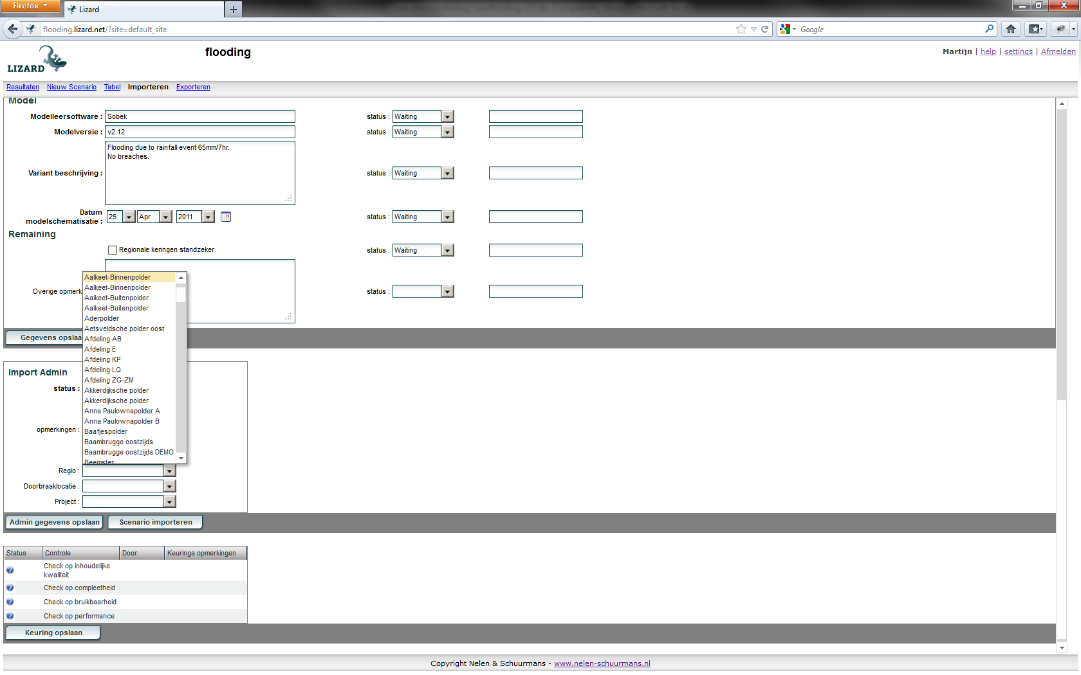 Firefox
Lizard
flooding.lizard.net/?site=default_site
Google
LIZARD
flooding
Martijn | help | settings | Afmelden
Resultaten Nieuw Scenario Tabel Importeren Exporteren
Model
Modelleersoftware : Sobek status : Waiting
Modelversie : v2.12 status : Waiting
Flooding due to rainfall event 65mm/7hr.
No breaches.
Variant beschrijving : status : Waiting
Datum
modelschematisatie : 25 Apr 2011 status : Waiting
Remaining
Regionale keringen standzeker status : Waiting
Overige opmerk status :
Aalkeet-Binnenpolder
Aalkeet-Binnenpolder
Aalkeet-Buitenpolder
Aalkeet-Buitenpolder
Aderpolder
Aetsveldsche polder oost
Afdeling AB
Afdeling E
Afdeling KP
Afdeling LQ
Afdeling ZG-ZM
Akkerdijksche polder
Akkerdijksche polder
Anna Paulownapolder A
Anna Paulownapolder B
Baafjespolder
Baambrugge oostzijds
Baambrugge oostzijds DEMO
Beemster
Gegevens opslaa
Import Admin
status :
opmerkingen :
Regio :
Doorbraaklocatie :
Project :
Admin gegevens opslaan Scenario importeren
Status Controle Door Keurings opmerkingen
Check op inhoudelijke
kwaliteit
Check op compleetheid
Check op bruikbaarheid
Check op performance
Keuring opslaan
Copyright Nelen & Schuurmans - www.nelen-schuurmans.nl